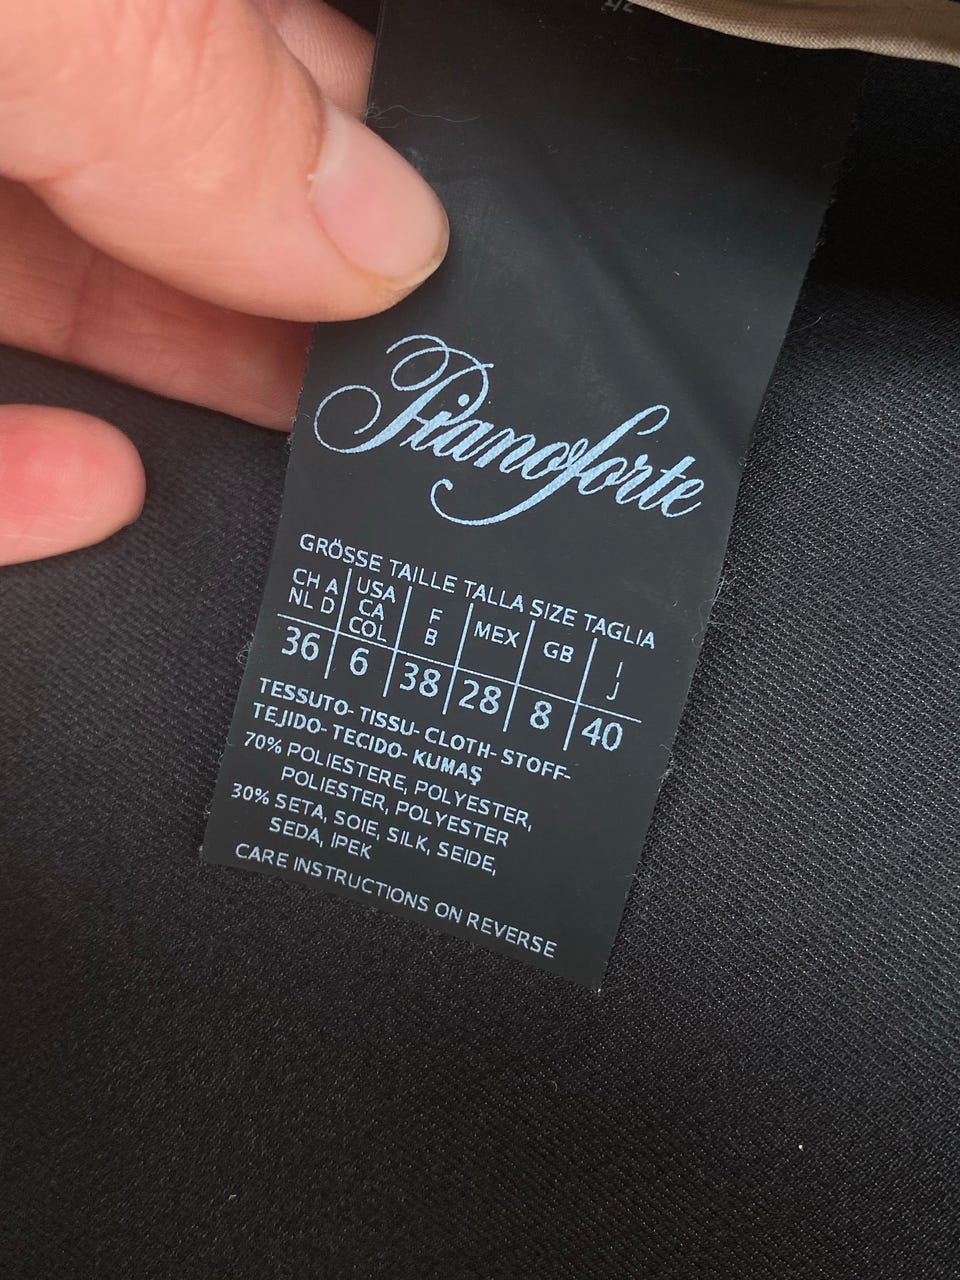 Pianoforte
GRÖSSE TAILLE TALLA SIZE TAGLIA
CH A NL D
USA CA COL
F B
MEX
GB
I J
36 6 38 28 8 40
TESSUTO- TISSU- CLOTH- STOFF-
TEJIDO- TECIDO- KUMAŞ
70% POLIESTERE, POLYESTER,
POLIESTER, POLYESTER
30% SETA, SOIE, SILK, SEIDE,
SEDA, IPEK
CARE INSTRUCTIONS ON REVERSE